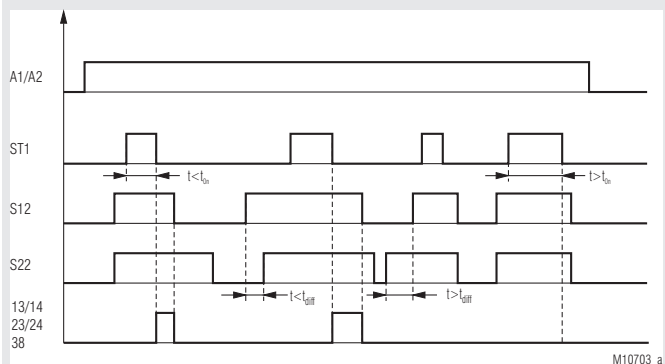 A1/A2
ST1
t<t0n t>t0n
S12
S22
t<tdiff t>tdiff
13/14
23/24
38
M10703_a